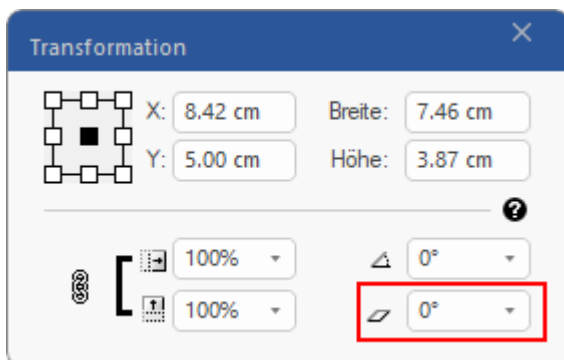 Transformation
X: 8.42 cm Breite: 7.46 cm
Y: 5.00 cm Höhe: 3.87 cm
?
100% 0°
100% 0°